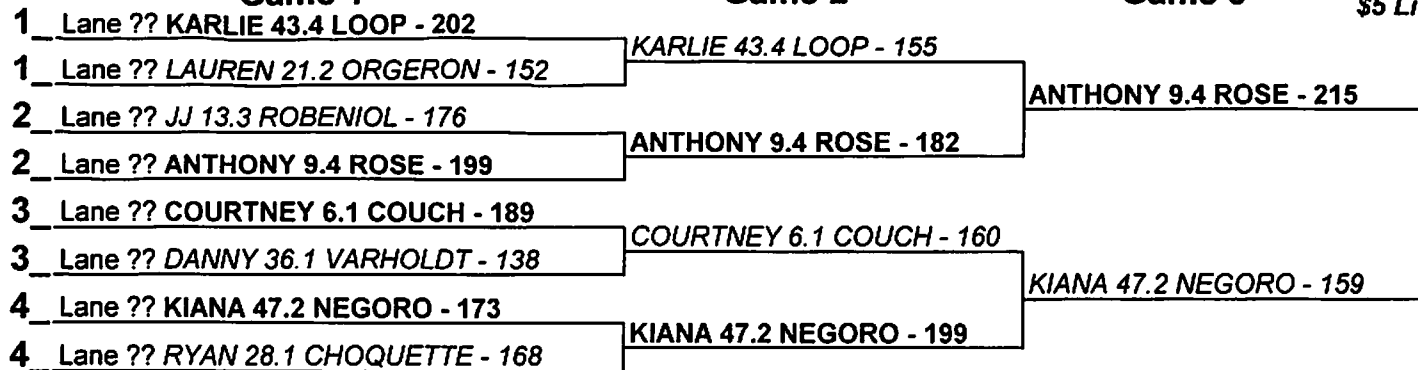 $5
1_ Lane ?? KARLIE 43.4 LOOP - 202
KARLIE 43.4 LOOP - 155
1_ Lane ?? LAUREN 21.2 ORGERON - 152
ANTHONY 9.4 ROSE - 215
2_ Lane ?? JJ 13.3 ROBENIOL - 176
ANTHONY 9.4 ROSE - 182
2_ Lane ?? ANTHONY 9.4 ROSE - 199
3_ Lane ?? COURTNEY 6.1 COUCH - 189
COURTNEY 6.1 COUCH - 160
3_ Lane ?? DANNY 36.1 VARHOLDT - 138
KIANA 47.2 NEGORO - 159
4_ Lane ?? KIANA 47.2 NEGORO - 173
KIANA 47.2 NEGORO - 199
4_ Lane ?? RYAN 28.1 CHOQUETTE - 168